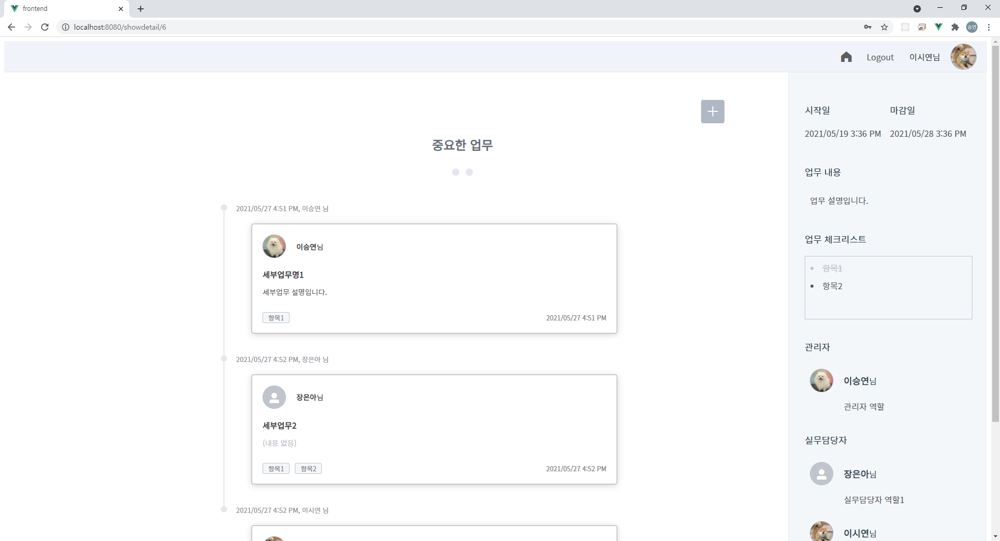 frontend
localhost:8080/showdetail/6
승연
Logout
이시연님
중요한 업무
2021/05/27 4:51 PM, 이승연 님
이승연님
세부업무명1
세부업무 설명입니다.
항목1
2021/05/27 4:51 PM
2021/05/27 4:52 PM, 장은아 님
장은아님
세부업무2
(내용 없음)
항목1
항목2
2021/05/27 4:52 PM
2021/05/27 4:52 PM, 이시연 님
시작일
마감일
2021/05/19 3:36 PM
2021/05/28 3:36 PM
업무 내용
업무 설명입니다.
업무 체크리스트
항목1
항목2
관리자
이승연님
관리자 역할
실무담당자
장은아님
실무담당자 역할1
이시연님